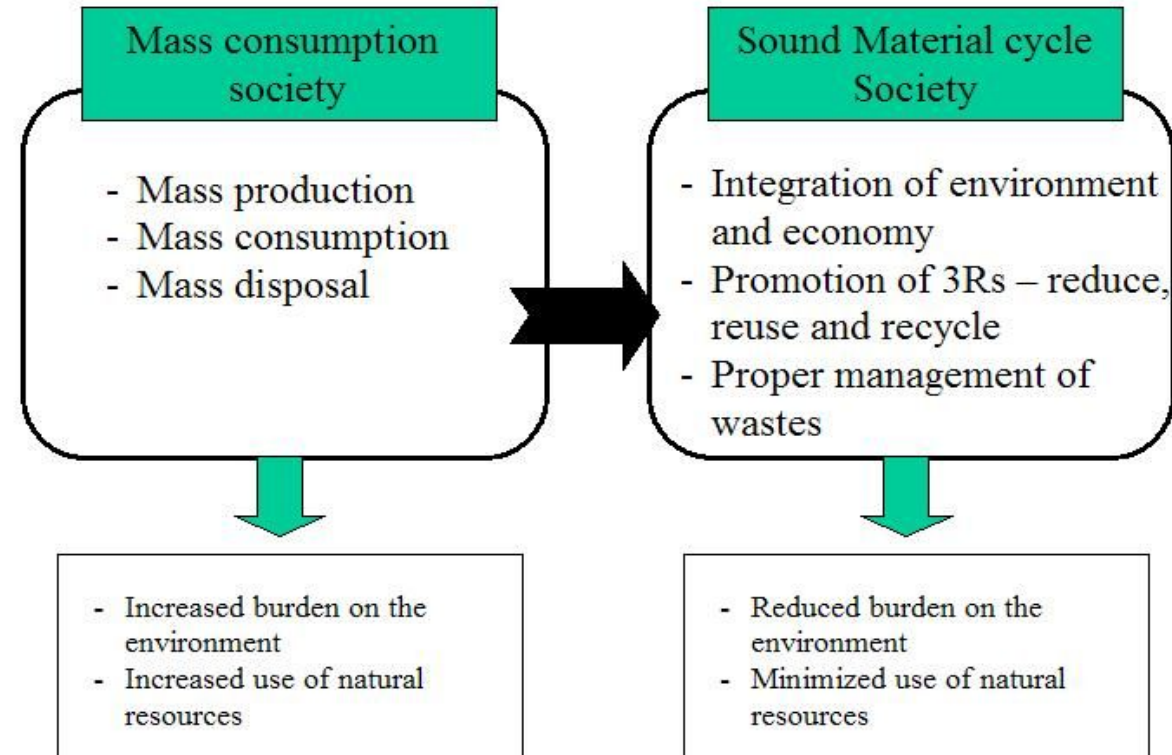 Mass consumption
society
- Mass production
- Mass consumption
- Mass disposal
Sound Material cycle
Society
- Integration of environment
and economy
- Promotion of 3Rs – reduce,
reuse and recycle
- Proper management of
wastes
- Increased burden on the
environment
- Increased use of natural
resources
- Reduced burden on the
environment
- Minimized use of natural
resources